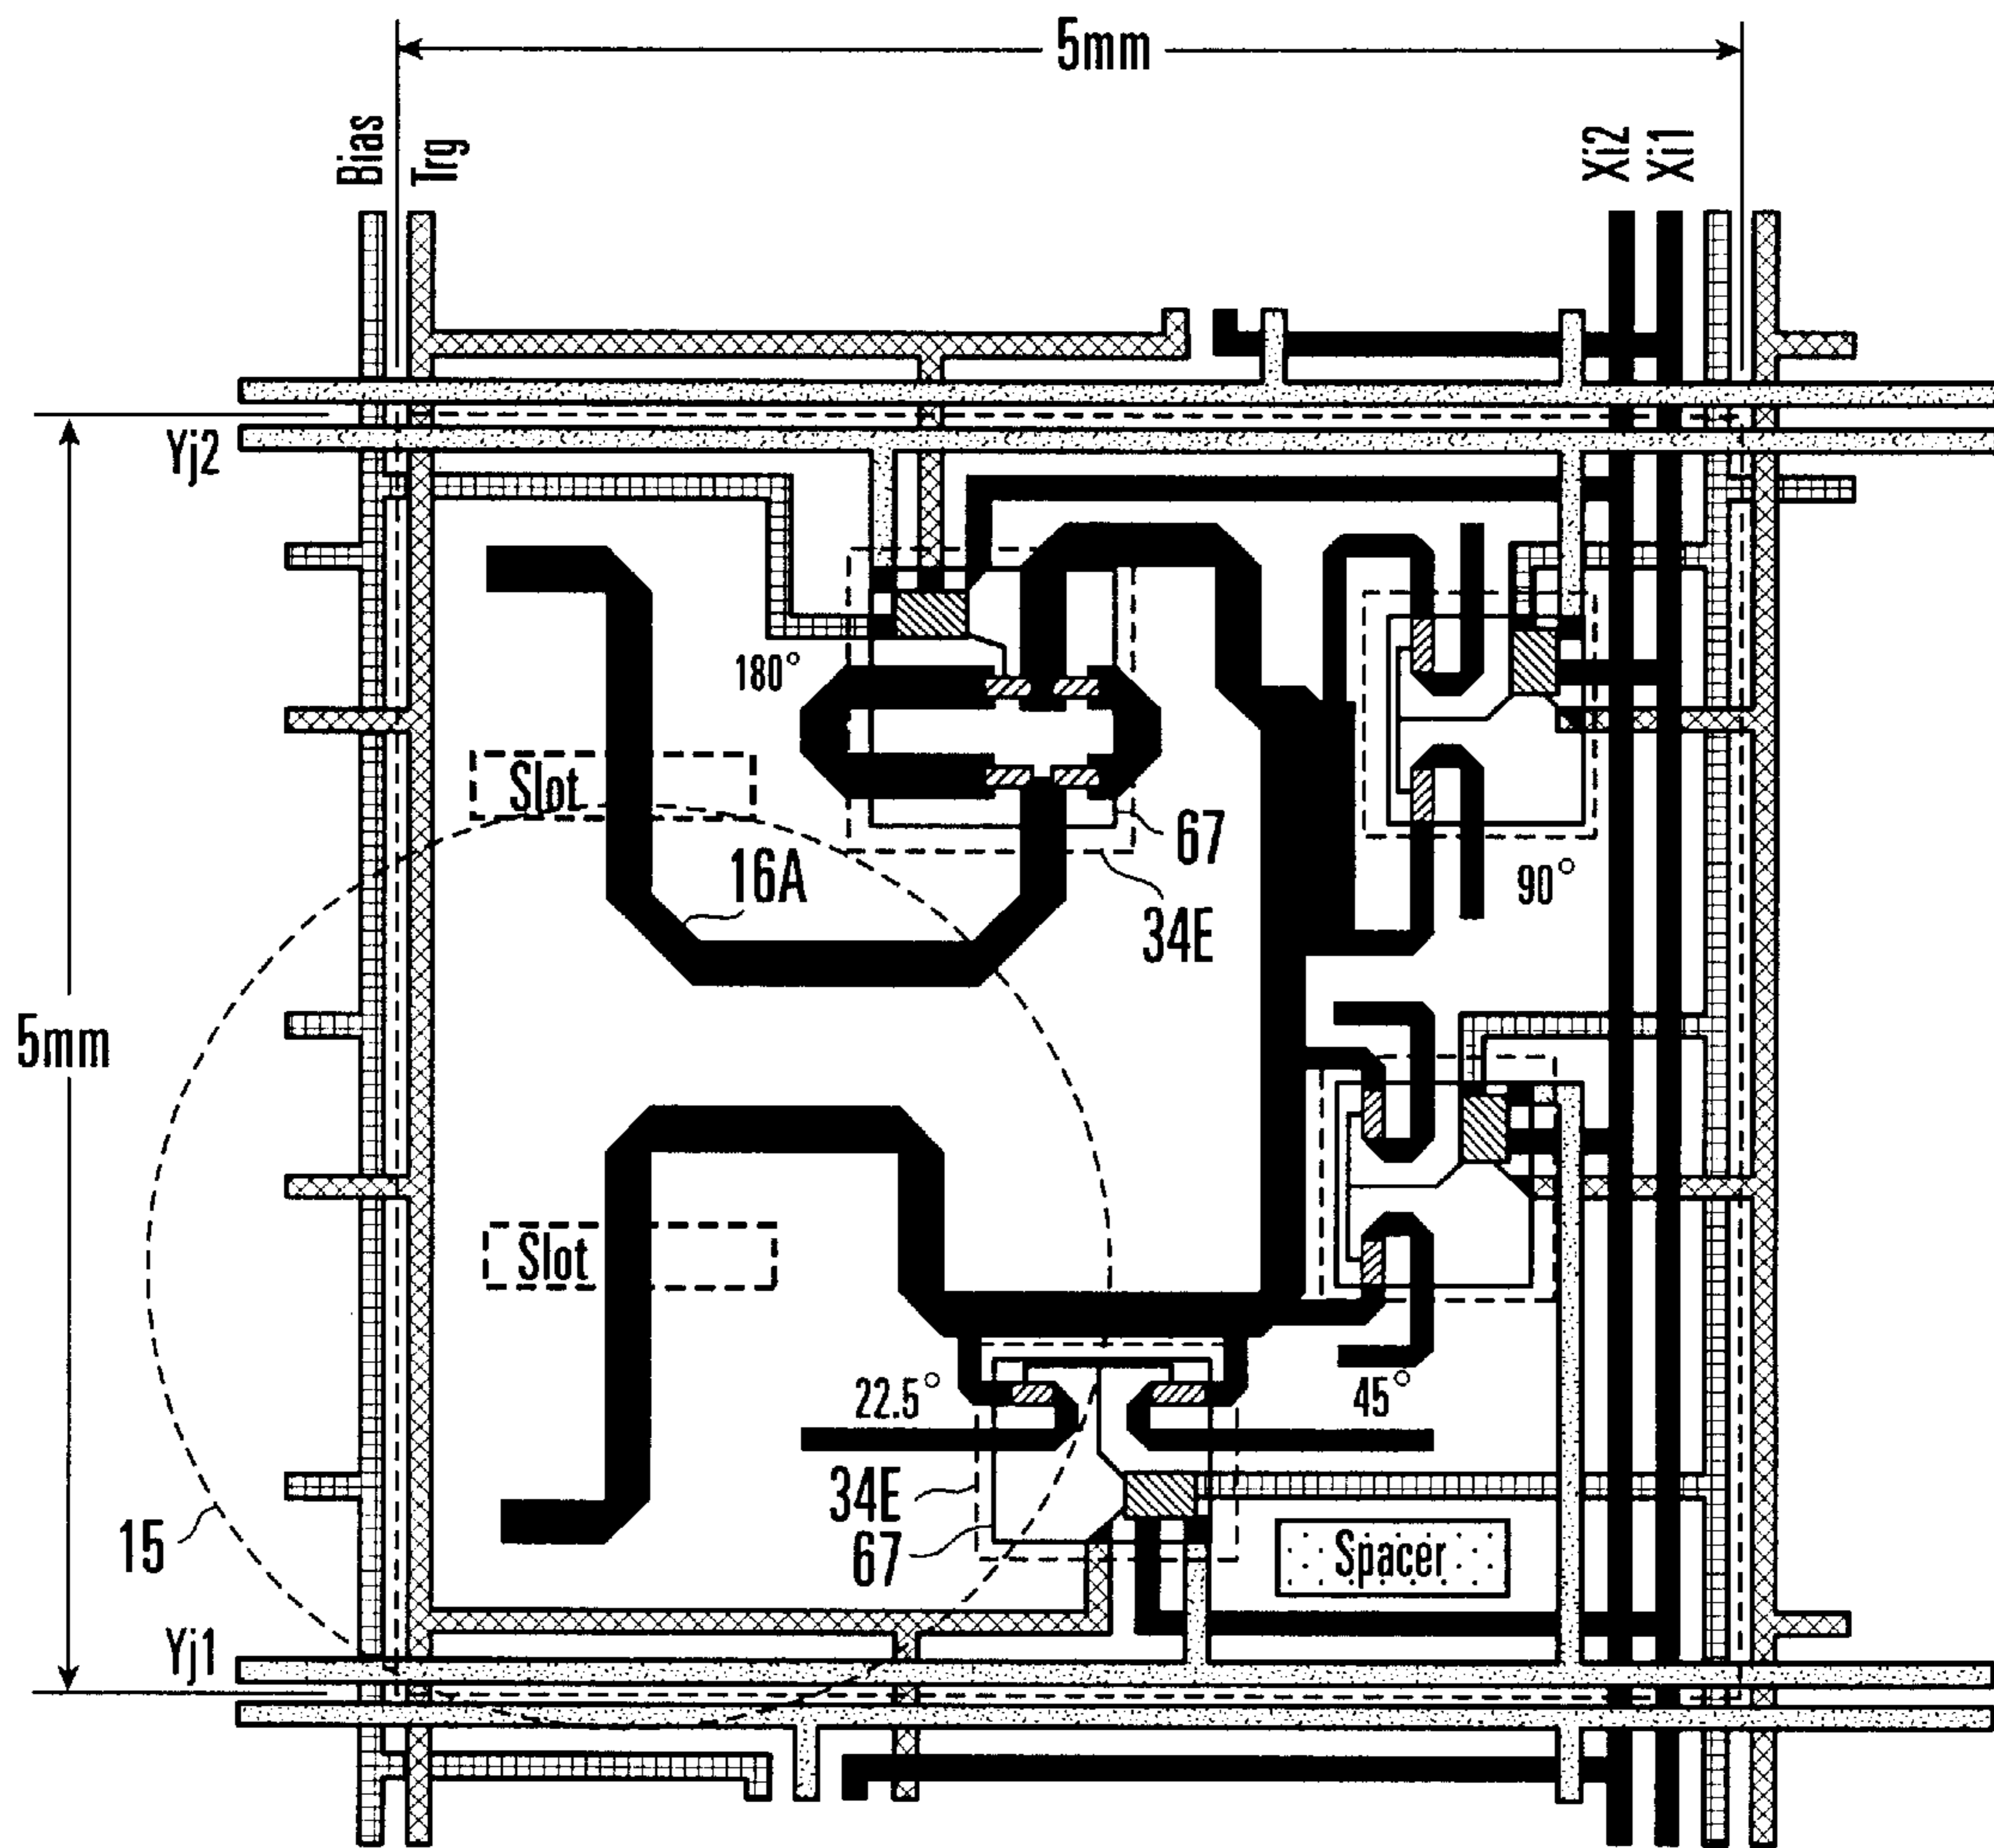 5mm
Bias
Trg
Xi2
Xi1
Yj2
180°
Slot
67
16A
90°
34E
5mm
Slot
22.5°
45°
34E
15
67
Spacer
Yj1